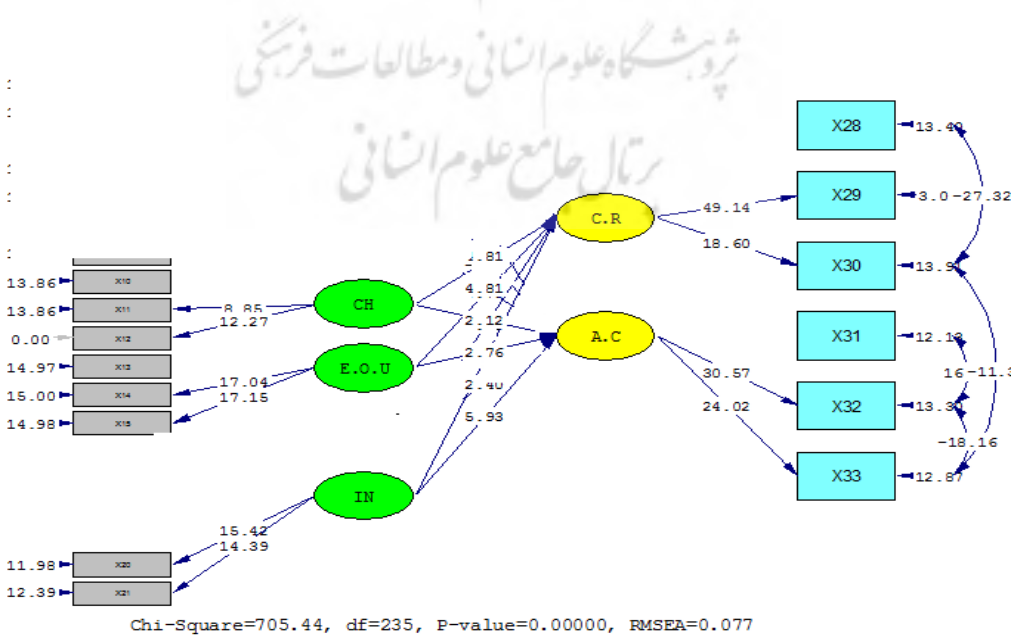 پژوهشگاه علوم انسانی و مطالعات فرهنگی
پرتال جامع علوم انسانی
X28
13.40
X29
3.0
-27.32
C.R
49.14
18.60
X30
X10
13.86
X11
13.86
8.85
CH
4.81
2.12
A.C
X31
12.13
X12
0.00
12.27
X13
14.97
E.O.U
2.76
30.57
16
-11.3
X14
15.00
17.04
X32
13.30
X15
14.98
17.15
2.40
5.93
24.02
-18.16
X33
12.87
IN
15.42
14.39
X20
11.98
X21
12.39
Chi-Square=705.44, df=235, P-value=0.00000, RMSEA=0.077